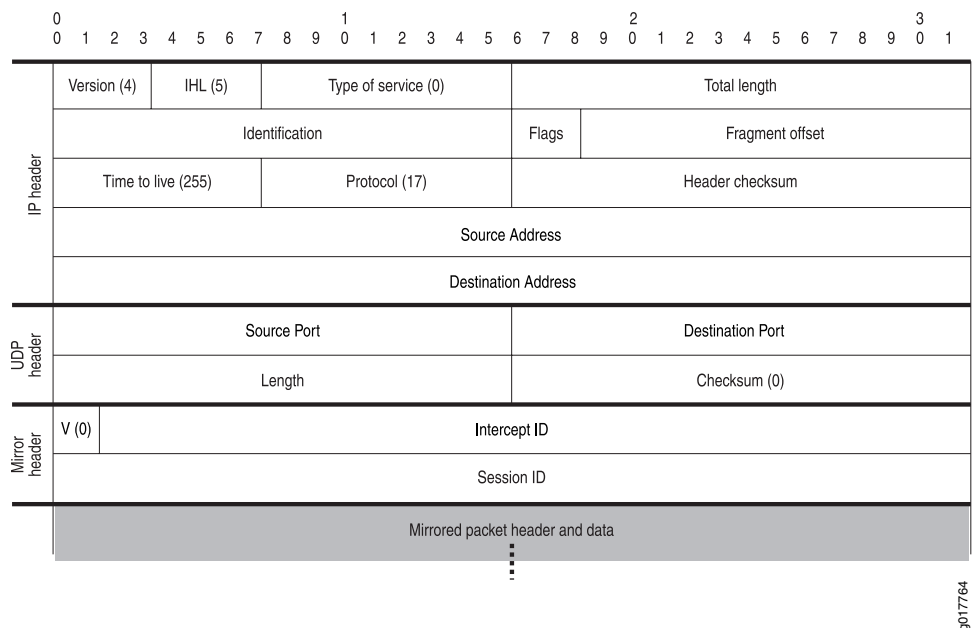 0 1 2 3
0 1 2 3 4 5 6 7 8 9 0 1 2 3 4 5 6 7 8 9 0 1 2 3 4 5 6 7 8 9 0 1
IP header
Version (4) IHL (5) Type of service (0) Total length
Identification Flags Fragment offset
Time to live (255) Protocol (17) Header checksum
Source Address
Destination Address
UDP
header
Source Port Destination Port
Length Checksum (0)
Mirror
header
V (0) Intercept ID
Session ID
Mirrored packet header and data
g017764